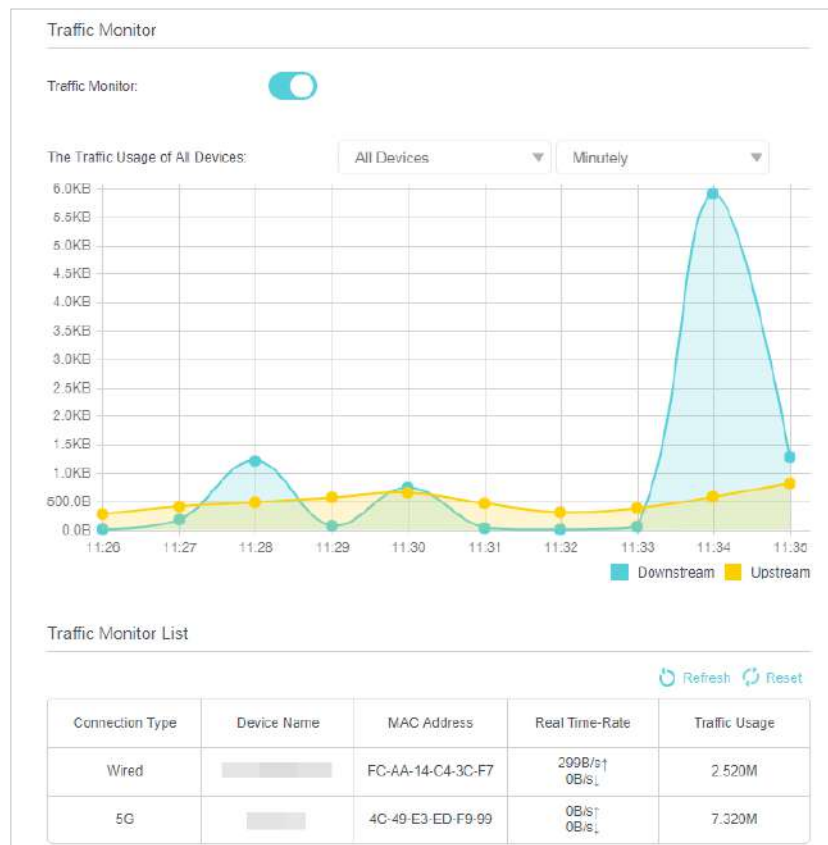 Traffic Monitor
Traffic Monitor:
The Traffic Usage of All Devices: All Devices Minutely
6.0KB
5.5KB
5.0KB
4.5KB
4.0KB
3.5KB
3.0KB
2.5KB
2.0KB
1.5KB
1.0KB
500.0B
0.0B
11:26 11:27 11:28 11:29 11:30 11:31 11:32 11:33 11:34 11:35
Downstream Upstream
Traffic Monitor List
Refresh Reset
Connection Type Device Name MAC Address Real Time-Rate Traffic Usage
Wired FC-AA-14-C4-3C-F7 299B/s↑ 2.520M
0B/s↓
5G 4C-49-E3-ED-F9-99 0B/s↑ 7.320M
0B/s↓